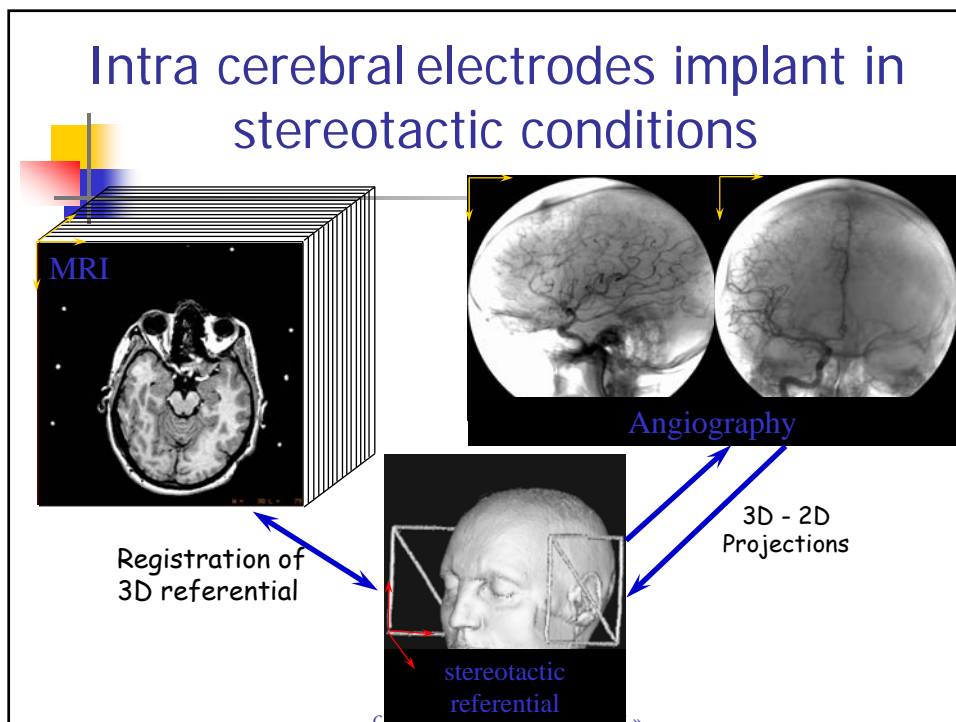 Intra cerebral electrodes implant in
stereotactic conditions
MRI
Angiography
3D - 2D
Projections
Registration of
3D referential
stereotactic
referential